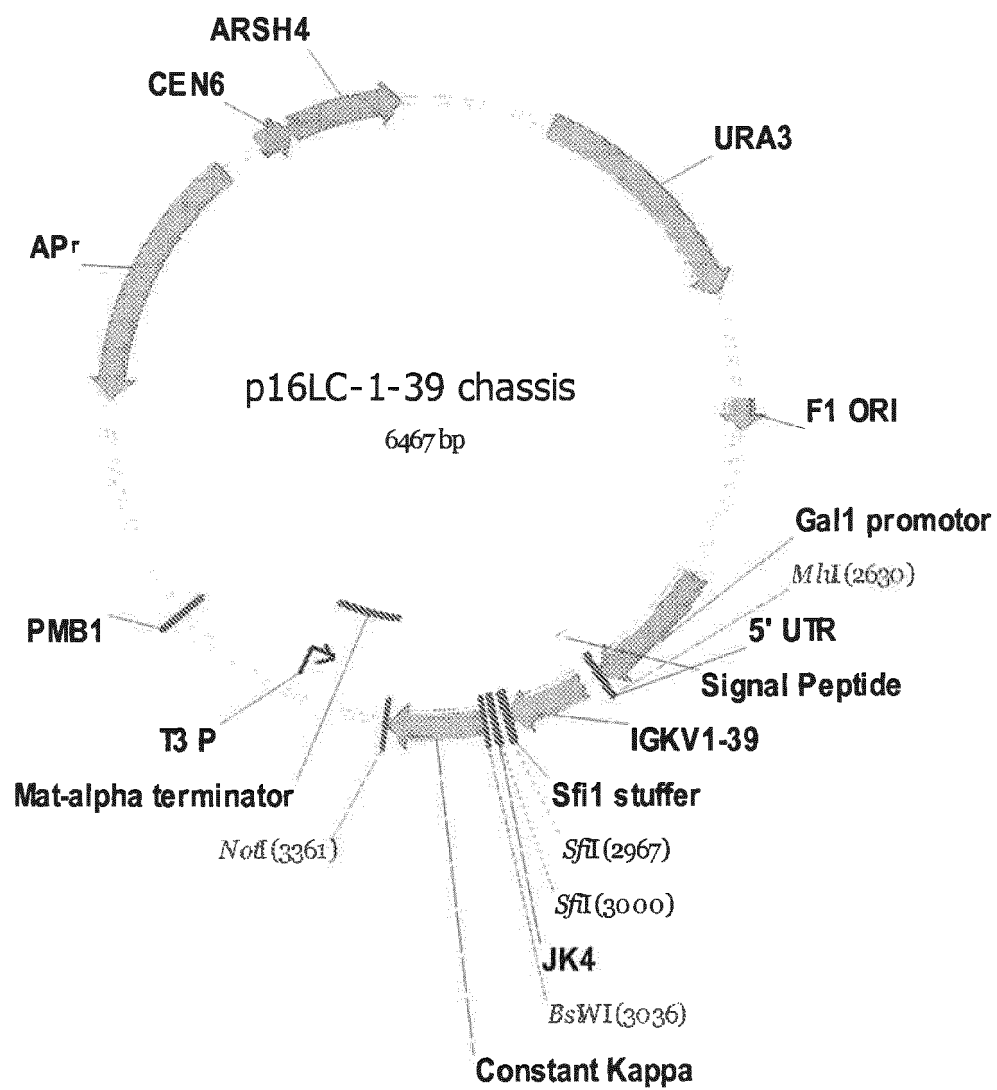 ARSH4
CEN6
URA3
APr
p16LC-1-39 chassis
6467 bp
F1 ORI
Gal1 promotor
MluI (2630)
5' UTR
PMB1
Signal Peptide
T3 P
IGKV1-39
Mat-alpha terminator
Sfi1 stuffer
NotI (3361)
SfiI (2967)
SfiI (3000)
JK4
BsWI (3036)
Constant Kappa